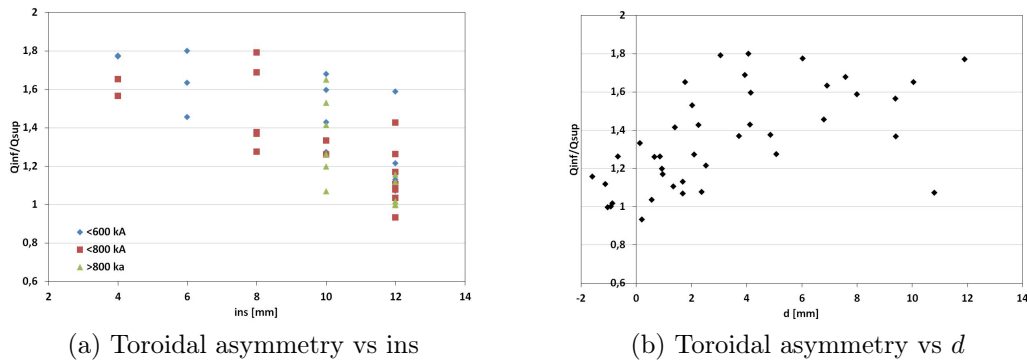 2
1,8
1,6
1,4
1,2
1
0,8
0,6
Qinf/Qsup
<600 kA
<800 kA
>800 ka
2 4 6 8 10 12 14
ins [mm]
(a) Toroidal asymmetry vs ins
2
1,8
1,6
1,4
1,2
1
0,8
0,6
Qinf/Qsup
-2 0 2 4 6 8 10 12 14
d [mm]
(b) Toroidal asymmetry vs d